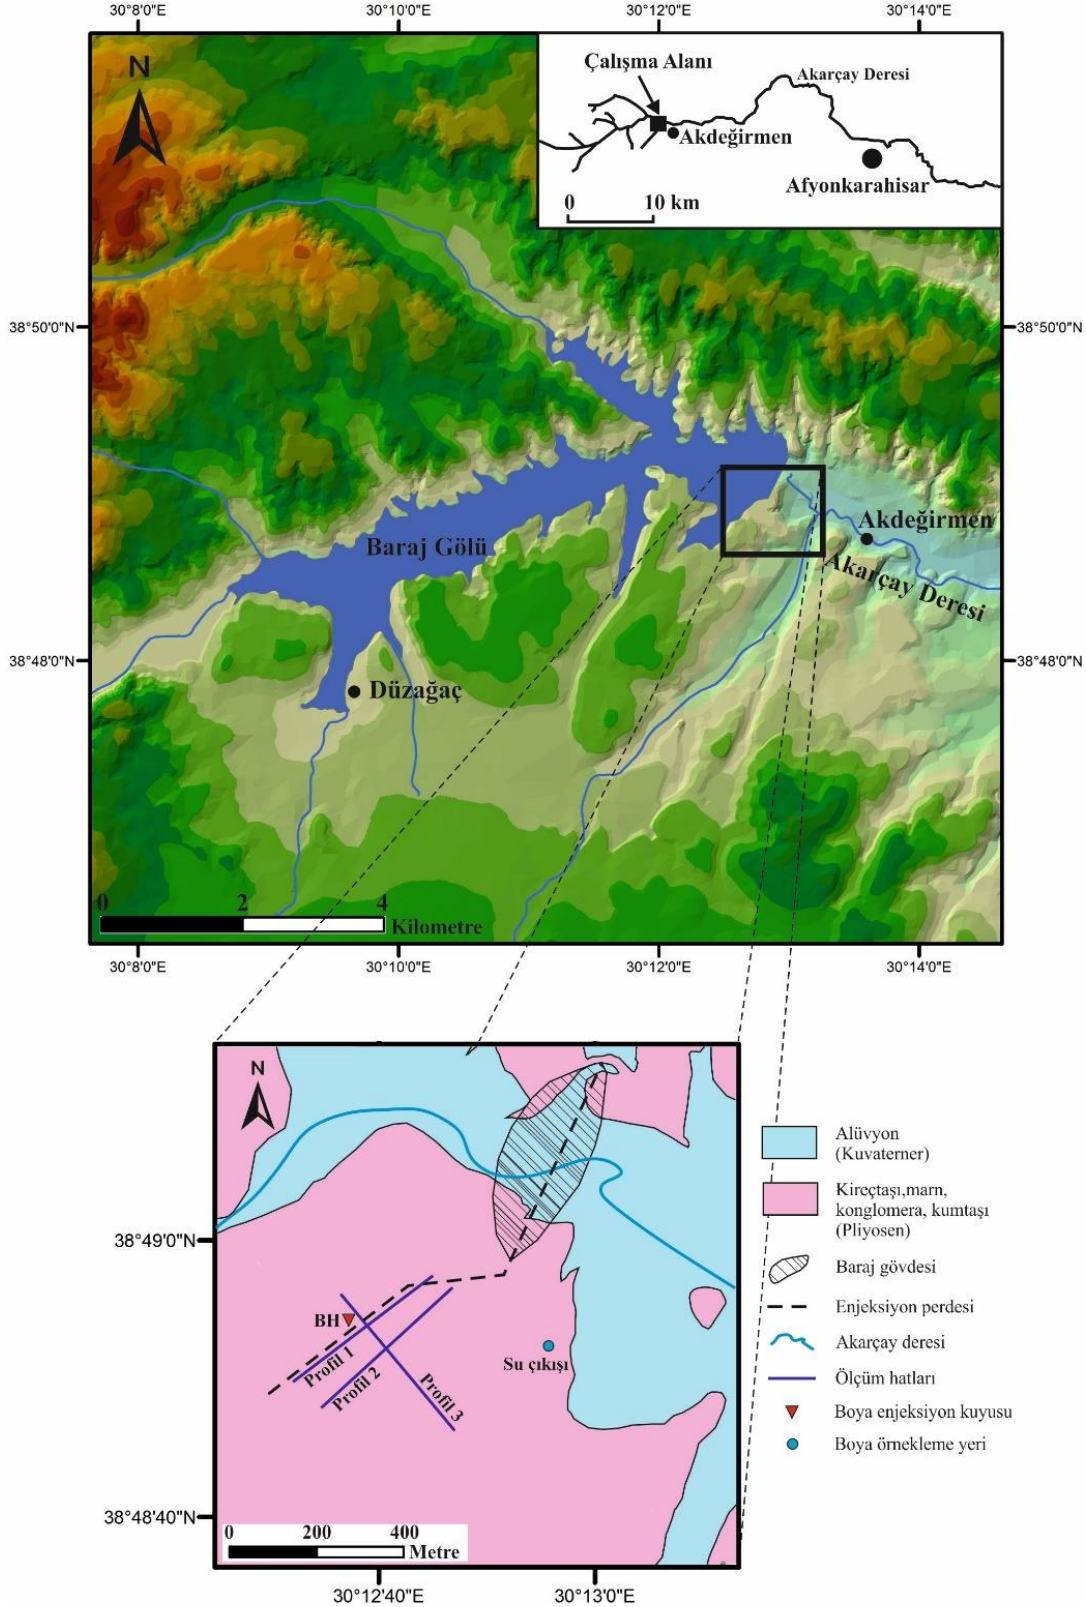 30°8'0"E
30°10'0"E
30°12'0"E
30°14'0"E
N
Çalışma Alanı
Akarçay Deresi
Akdeğirmen
Afyonkarahisar
0
10 km
38°50'0"N
38°50'0"N
Akdeğirmen
Baraj Gölü
Akarçay Deresi
38°48'0"N
38°48'0"N
Düzağaç
0
2
4
Kilometre
30°8'0"E
30°10'0"E
30°12'0"E
30°14'0"E
N
38°49'0"N
BH
Profil 1
Profil 2
Profil 3
Su çıkışı
38°48'40"N
0
200
400
Metre
30°12'40"E
30°13'0"E
Alüvyon
(Kuvaterner)
Kireçtaşı,marn,
konglomera, kumtaşı
(Pliyosen)
Baraj gövdesi
Enjeksiyon perdesi
Akarçay deresi
Ölçüm hatları
Boya enjeksiyon kuyusu
Boya örnekleme yeri